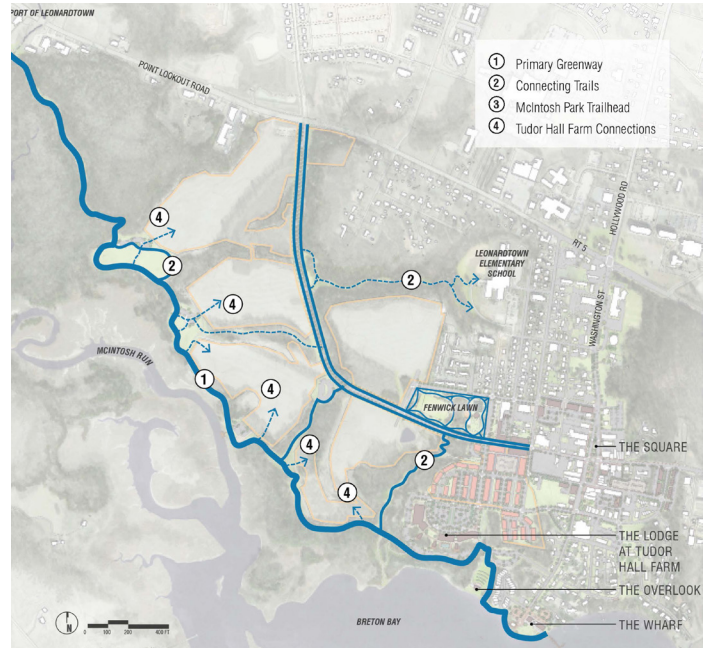 PORT OF LEONARDTOWN
POINT LOOKOUT ROAD
1 Primary Greenway
2 Connecting Trails
3 McIntosh Park Trailhead
4 Tudor Hall Farm Connections
HOLLYWOOD RD
RT 5
4
2
LEONARDTOWN
ELEMENTARY
SCHOOL
2
4
WASHINGTON ST.
MCINTOSH RUN
1
4
FENWICK LAWN
4
2
THE SQUARE
4
THE LODGE
AT TUDOR
HALL FARM
THE OVERLOOK
THE WHARF
BRETON BAY
N
0 100 200 400 FT